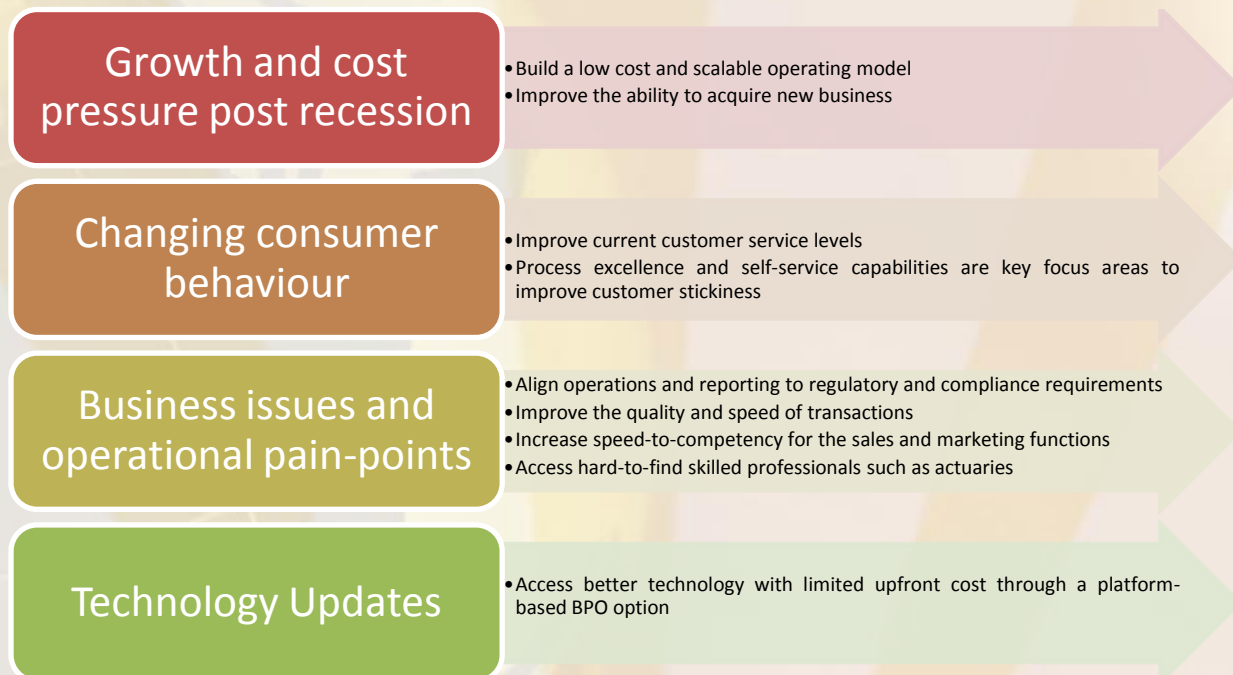 Growth and cost
pressure post recession
•Build a low cost and scalable operating model
•Improve the ability to acquire new business
Changing consumer
behaviour
•Improve current customer service levels
•Process excellence and self-service capabilities are key focus areas to
improve customer stickiness
Business issues and
operational pain-points
•Align operations and reporting to regulatory and compliance requirements
•Improve the quality and speed of transactions
•Increase speed-to-competency for the sales and marketing functions
•Access hard-to-find skilled professionals such as actuaries
Technology Updates
•Access better technology with limited upfront cost through a platform-
based BPO option